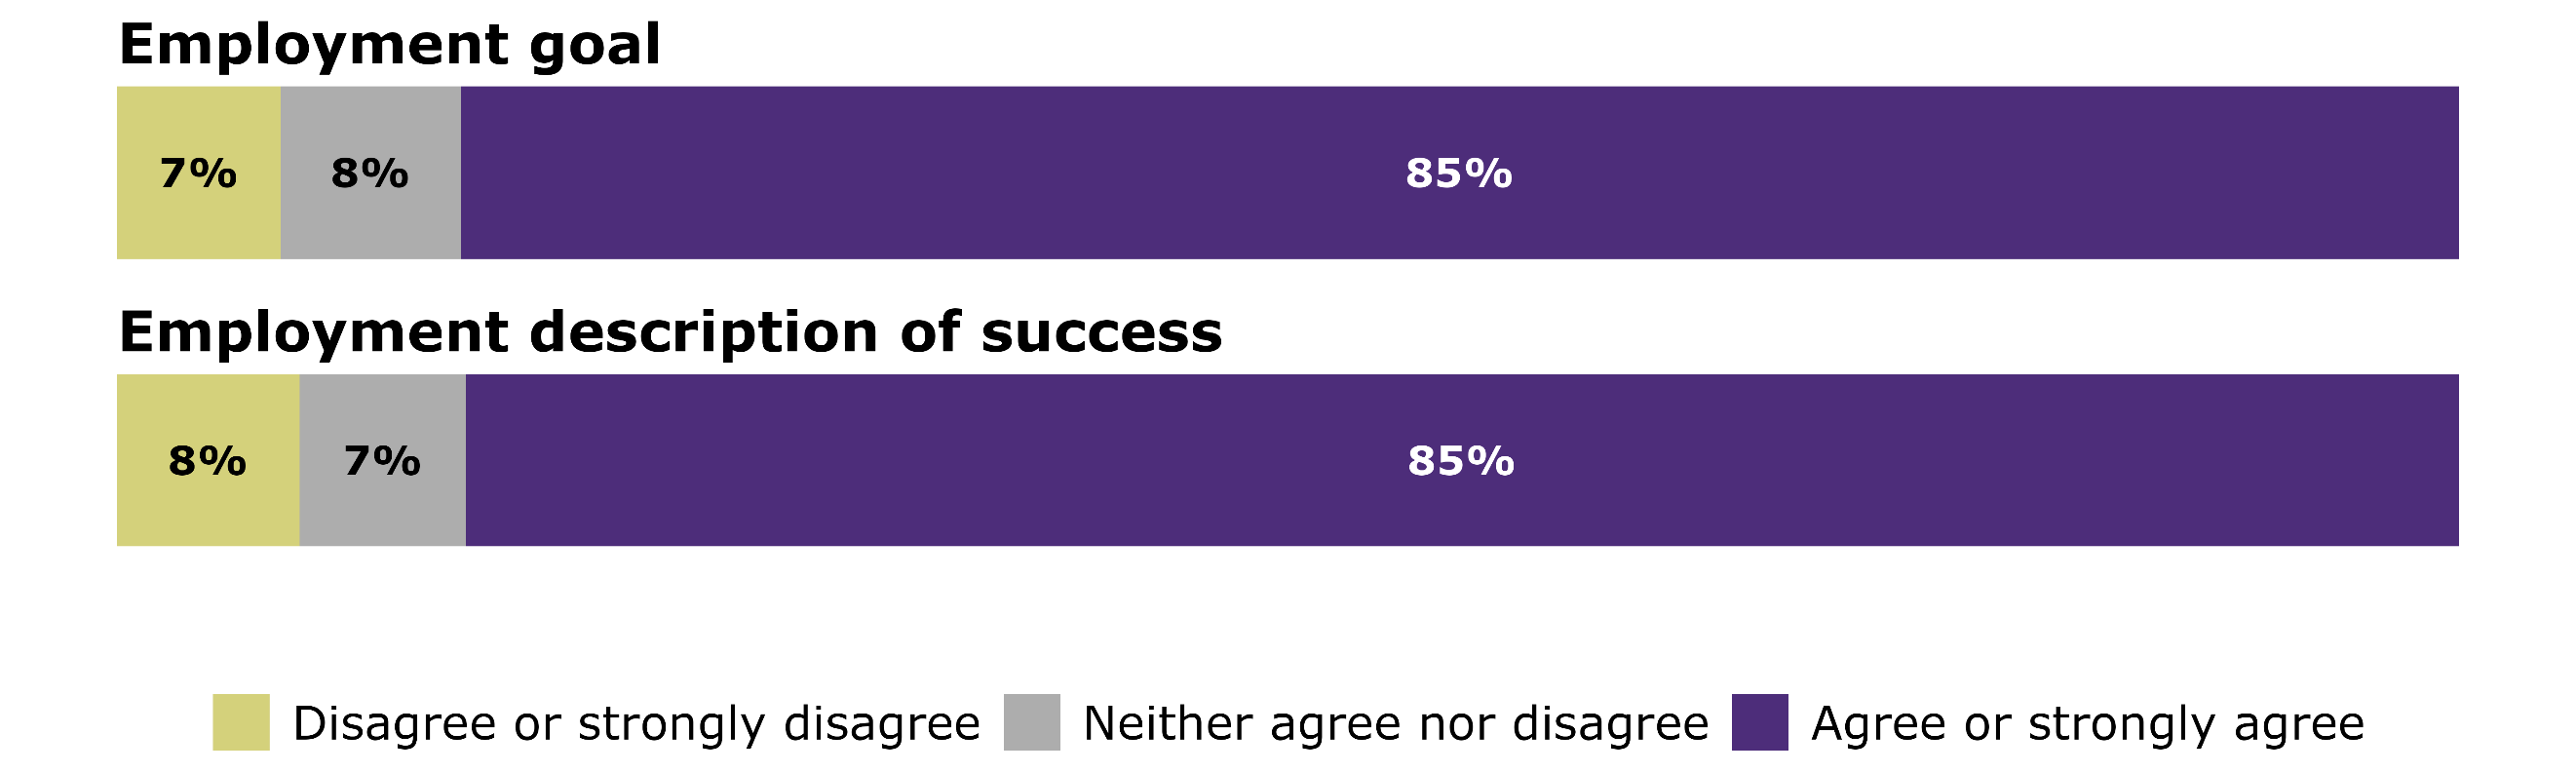 Employment goal
7% 8% 85%
Employment description of success
8% 7% 85%
Disagree or strongly disagree Neither agree nor disagree Agree or strongly agree